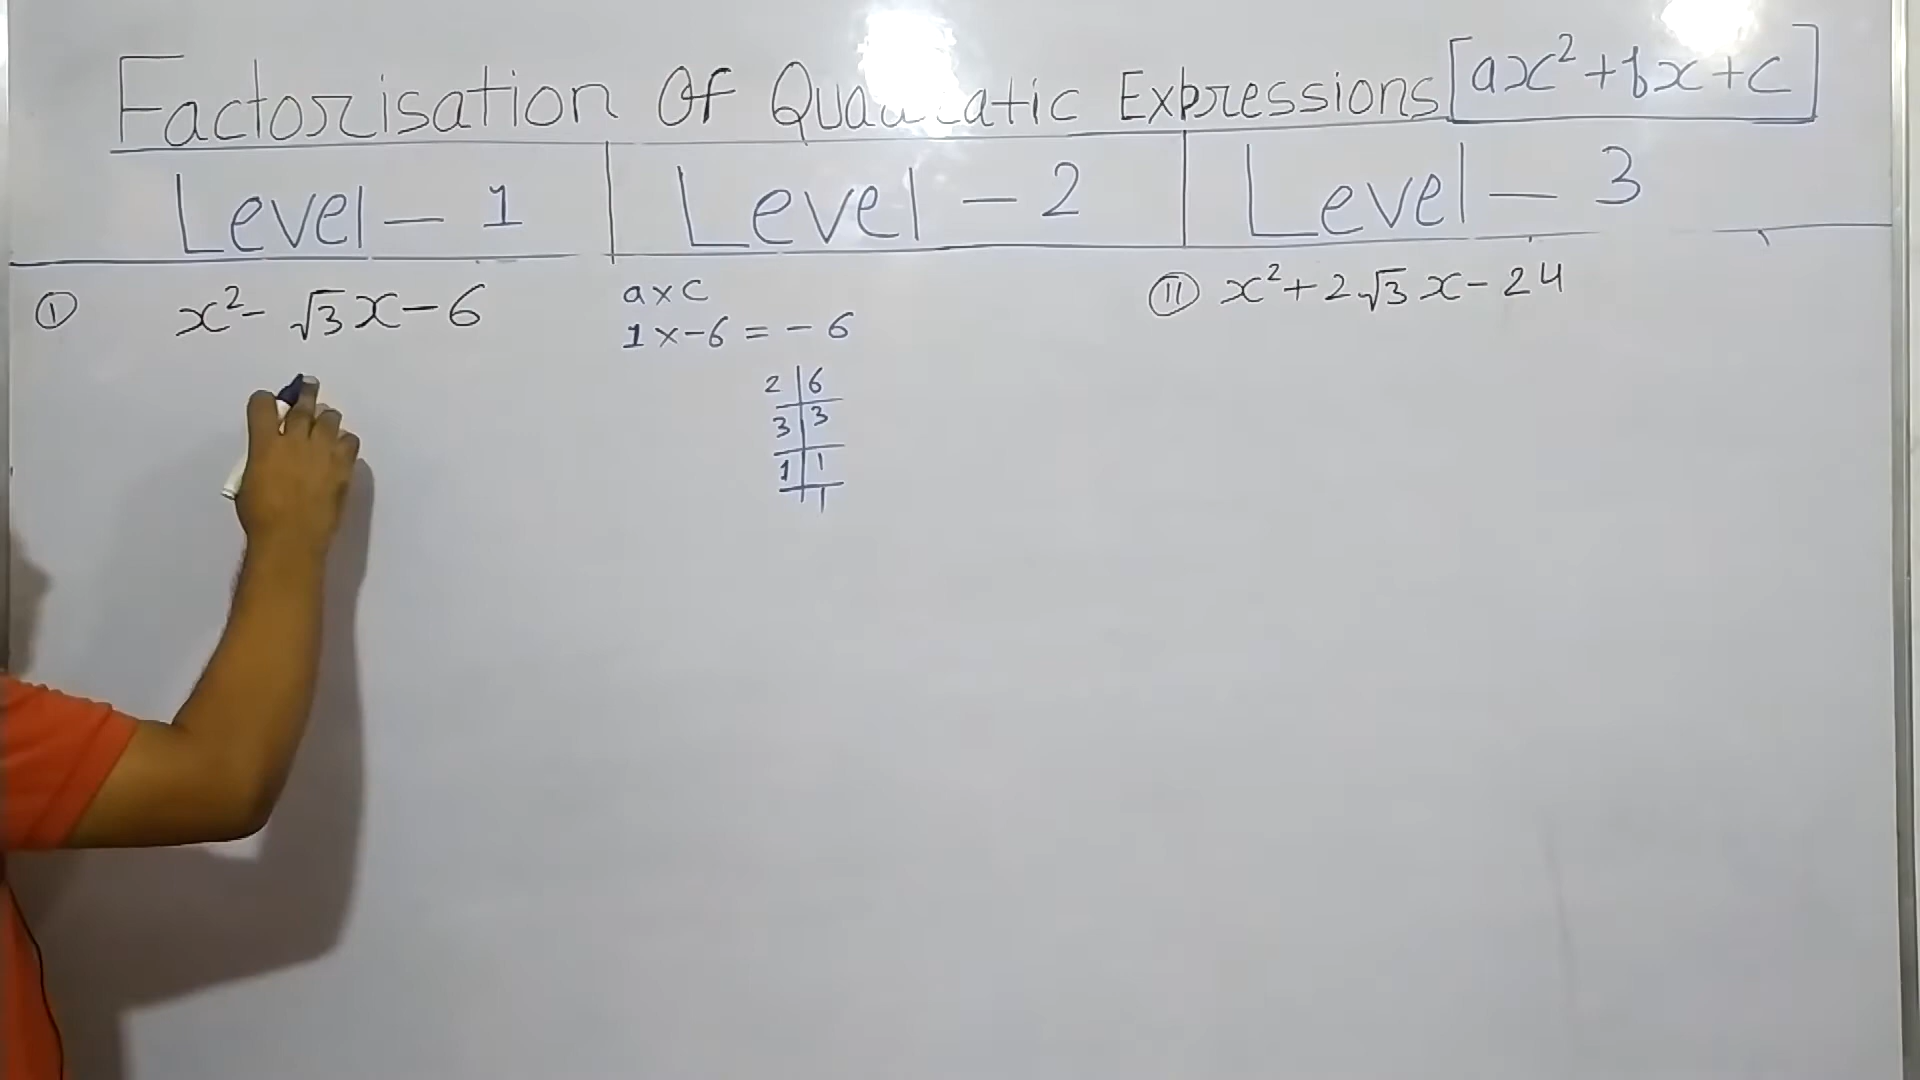 Factorisation Of Quadratic Expressions [ax²+bx+c]
Level - 1
Level - 2
Level - 3
① x² - √3x - 6
a×c
1×-6 = -6
2 | 6
3 | 3
1 | 1
1
⑪ x² + 2√3x - 24